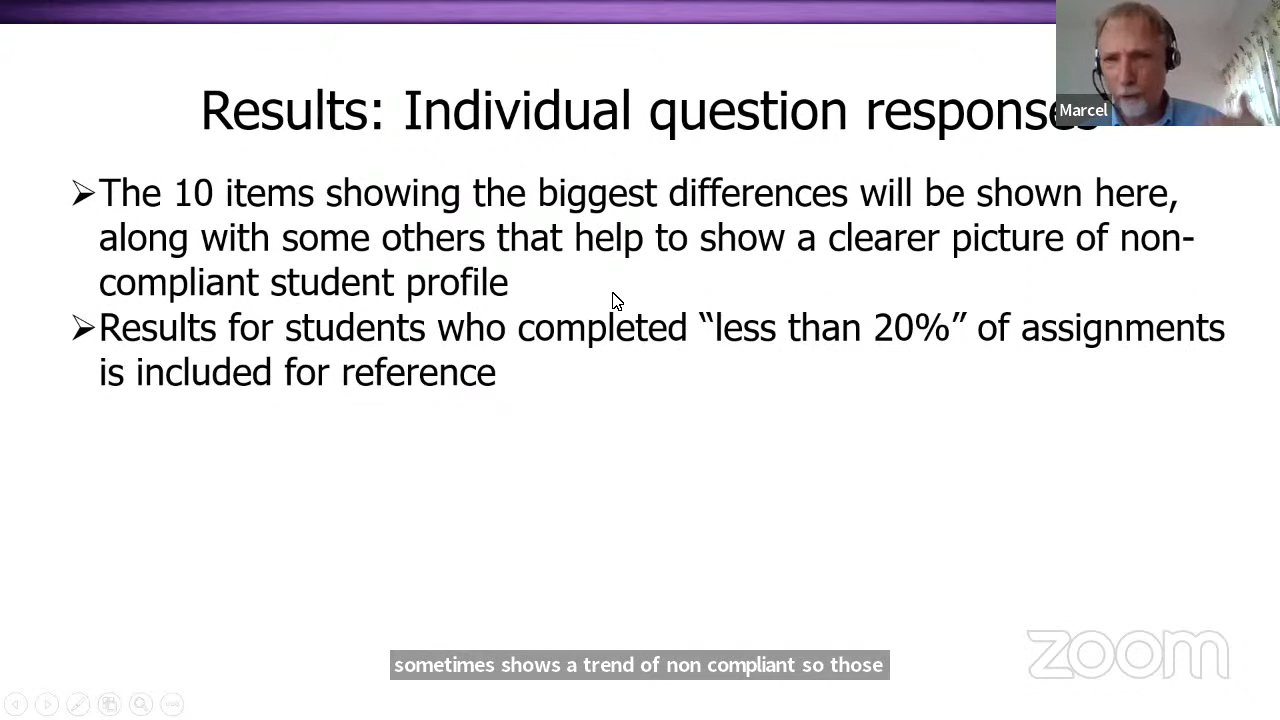 Results: Individual question responses
Marcel
➢The 10 items showing the biggest differences will be shown here,
along with some others that help to show a clearer picture of non-
compliant student profile
➢Results for students who completed “less than 20%” of assignments
is included for reference
zoom
sometimes shows a trend of non compliant so those